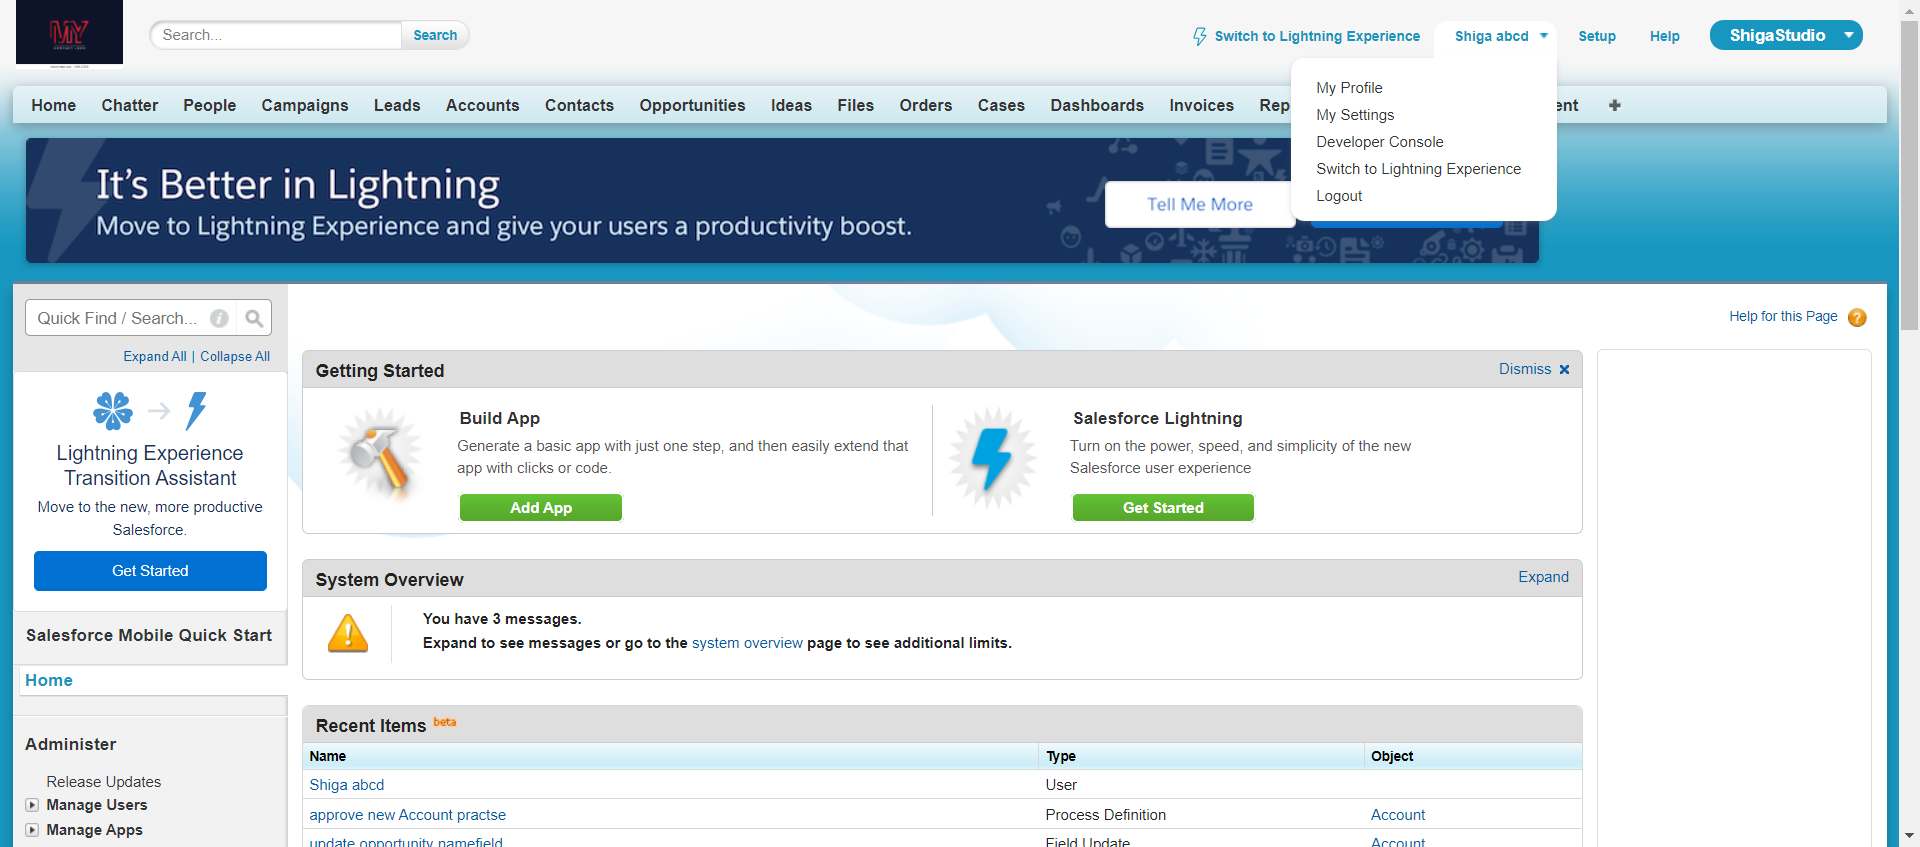 MY
Search...
Search
Switch to Lightning Experience
Shiga abcd
Setup
Help
ShigaStudio
My Profile
My Settings
Developer Console
Switch to Lightning Experience
Logout
Home Chatter People Campaigns Leads Accounts Contacts Opportunities Ideas Files Orders Cases Dashboards Invoices Rep ent
It's Better in Lightning
Move to Lightning Experience and give your users a productivity boost.
Tell Me More
Quick Find / Search...
Expand All | Collapse All
Lightning Experience
Transition Assistant
Move to the new, more productive
Salesforce.
Get Started
Salesforce Mobile Quick Start
Home
Administer
Release Updates
Manage Users
Manage Apps
Help for this Page
Getting Started
Dismiss
Build App
Generate a basic app with just one step, and then easily extend that
app with clicks or code.
Add App
Salesforce Lightning
Turn on the power, speed, and simplicity of the new
Salesforce user experience
Get Started
System Overview
Expand
You have 3 messages.
Expand to see messages or go to the system overview page to see additional limits.
Recent Items beta
Name Type Object
Shiga abcd User
approve new Account practse Process Definition Account
update opportunity namefield Field Update Account